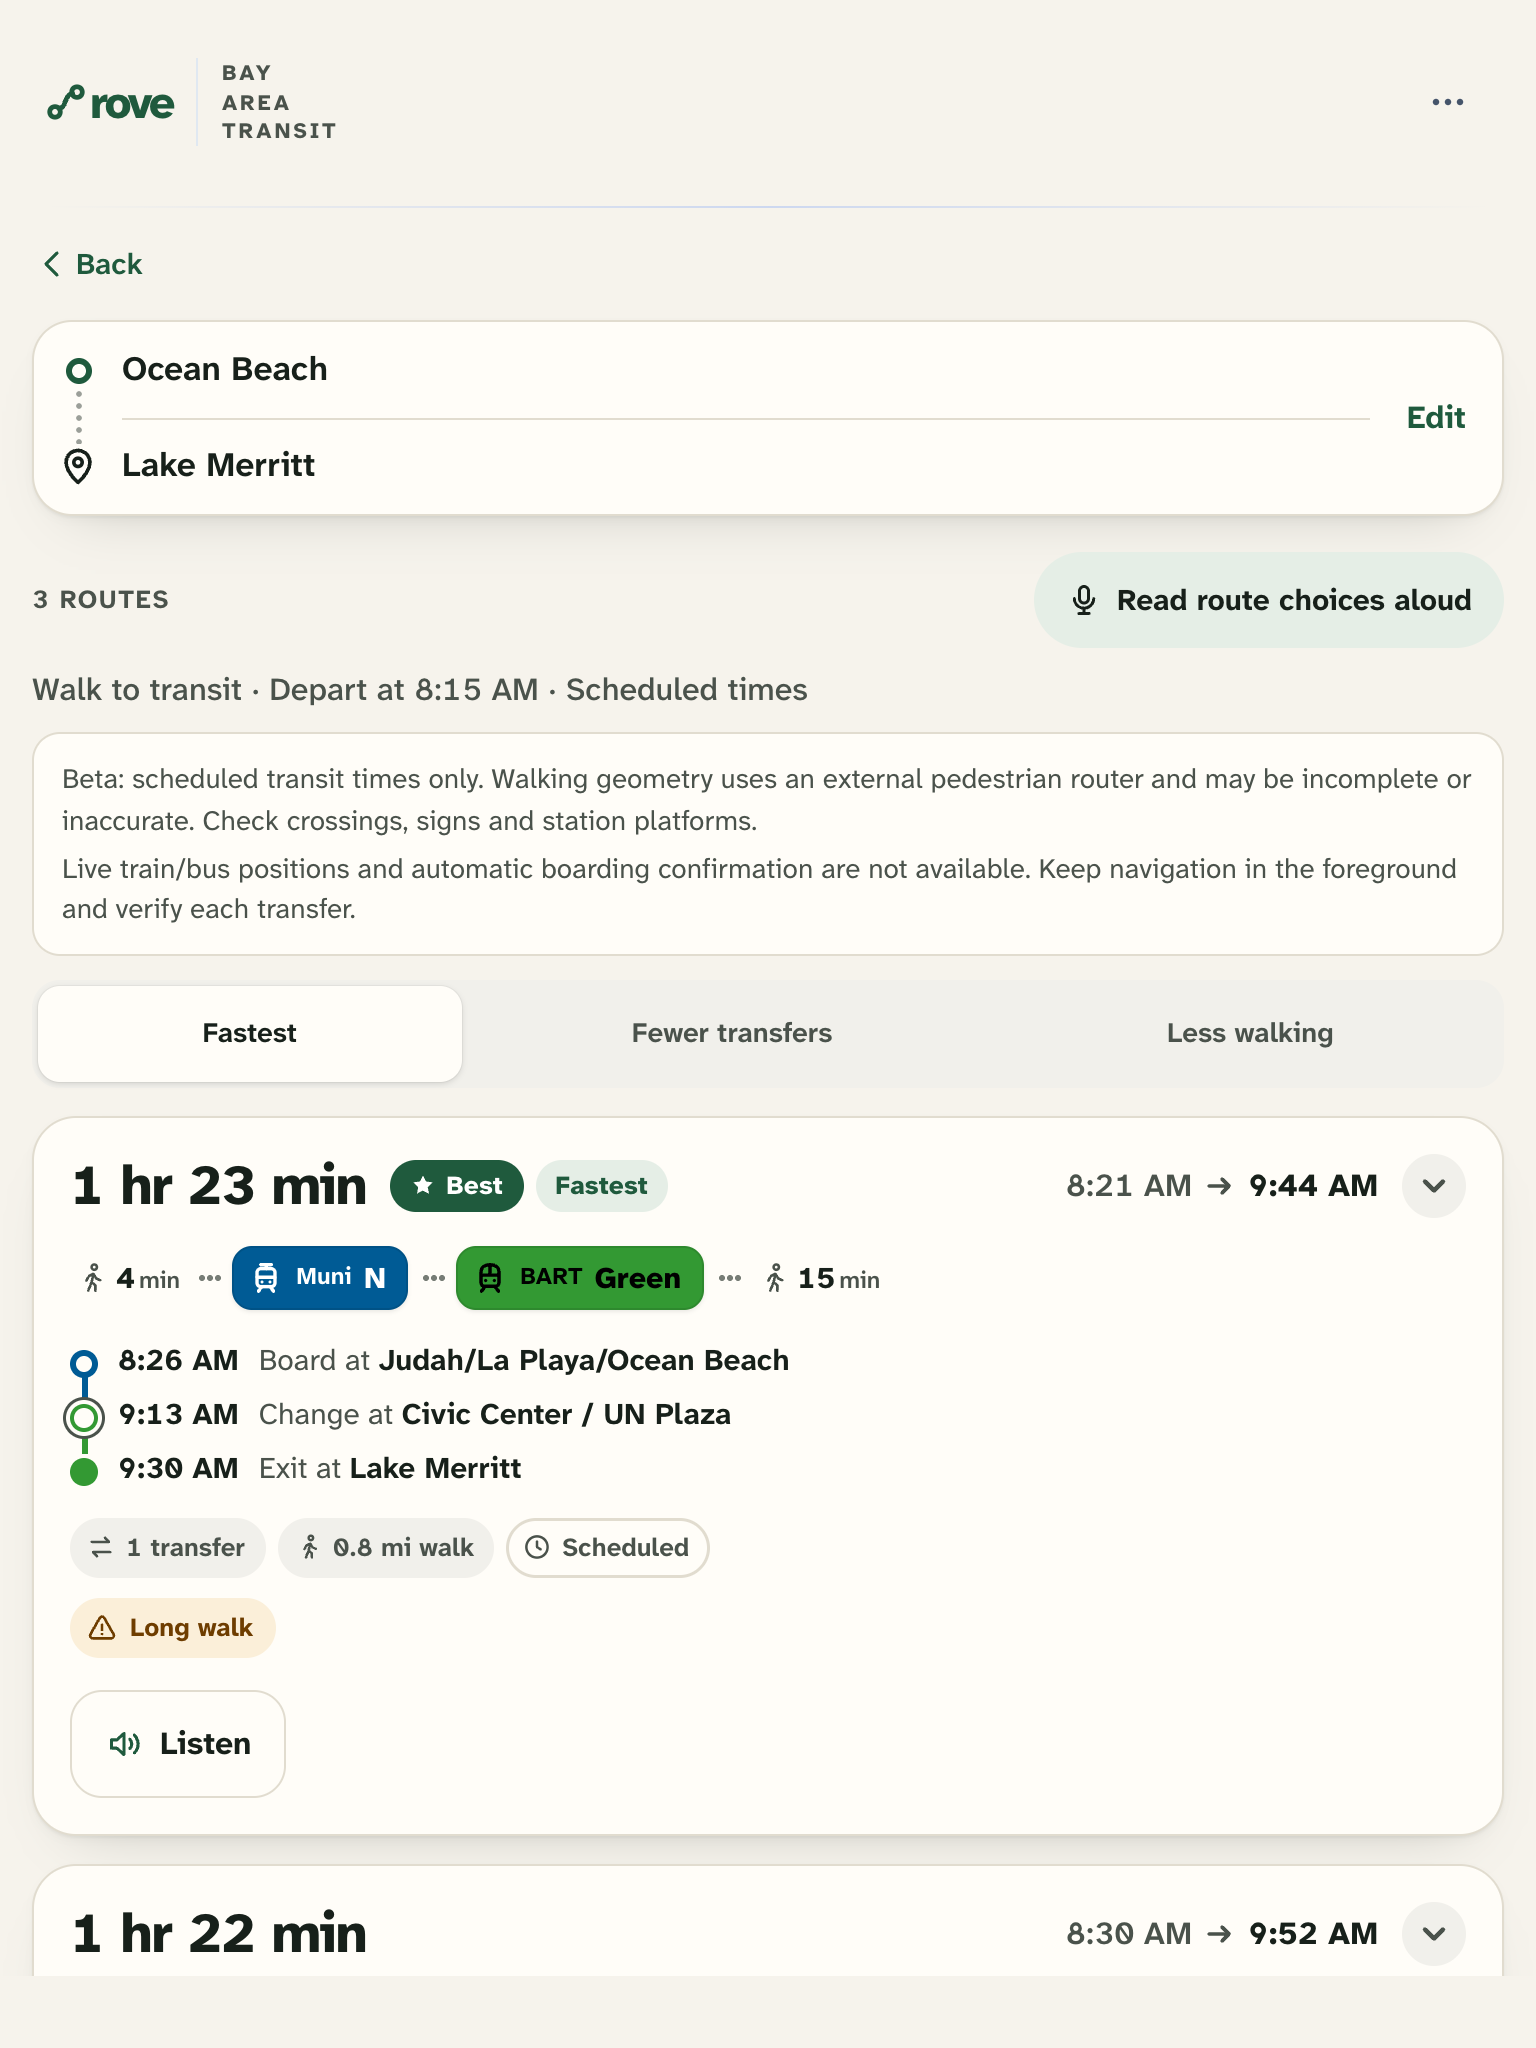 rove
BAY
AREA
TRANSIT
Back
Ocean Beach
Edit
Lake Merritt
3 ROUTES
Read route choices aloud
Walk to transit · Depart at 8:15 AM · Scheduled times
Beta: scheduled transit times only. Walking geometry uses an external pedestrian router and may be incomplete or
inaccurate. Check crossings, signs and station platforms.
Live train/bus positions and automatic boarding confirmation are not available. Keep navigation in the foreground
and verify each transfer.
Fastest Fewer transfers Less walking
1 hr 23 min Best Fastest 8:21 AM → 9:44 AM
4 min ••• Muni N ••• BART Green ••• 15 min
8:26 AM Board at Judah/La Playa/Ocean Beach
9:13 AM Change at Civic Center / UN Plaza
9:30 AM Exit at Lake Merritt
1 transfer 0.8 mi walk Scheduled
Long walk
Listen
1 hr 22 min 8:30 AM → 9:52 AM